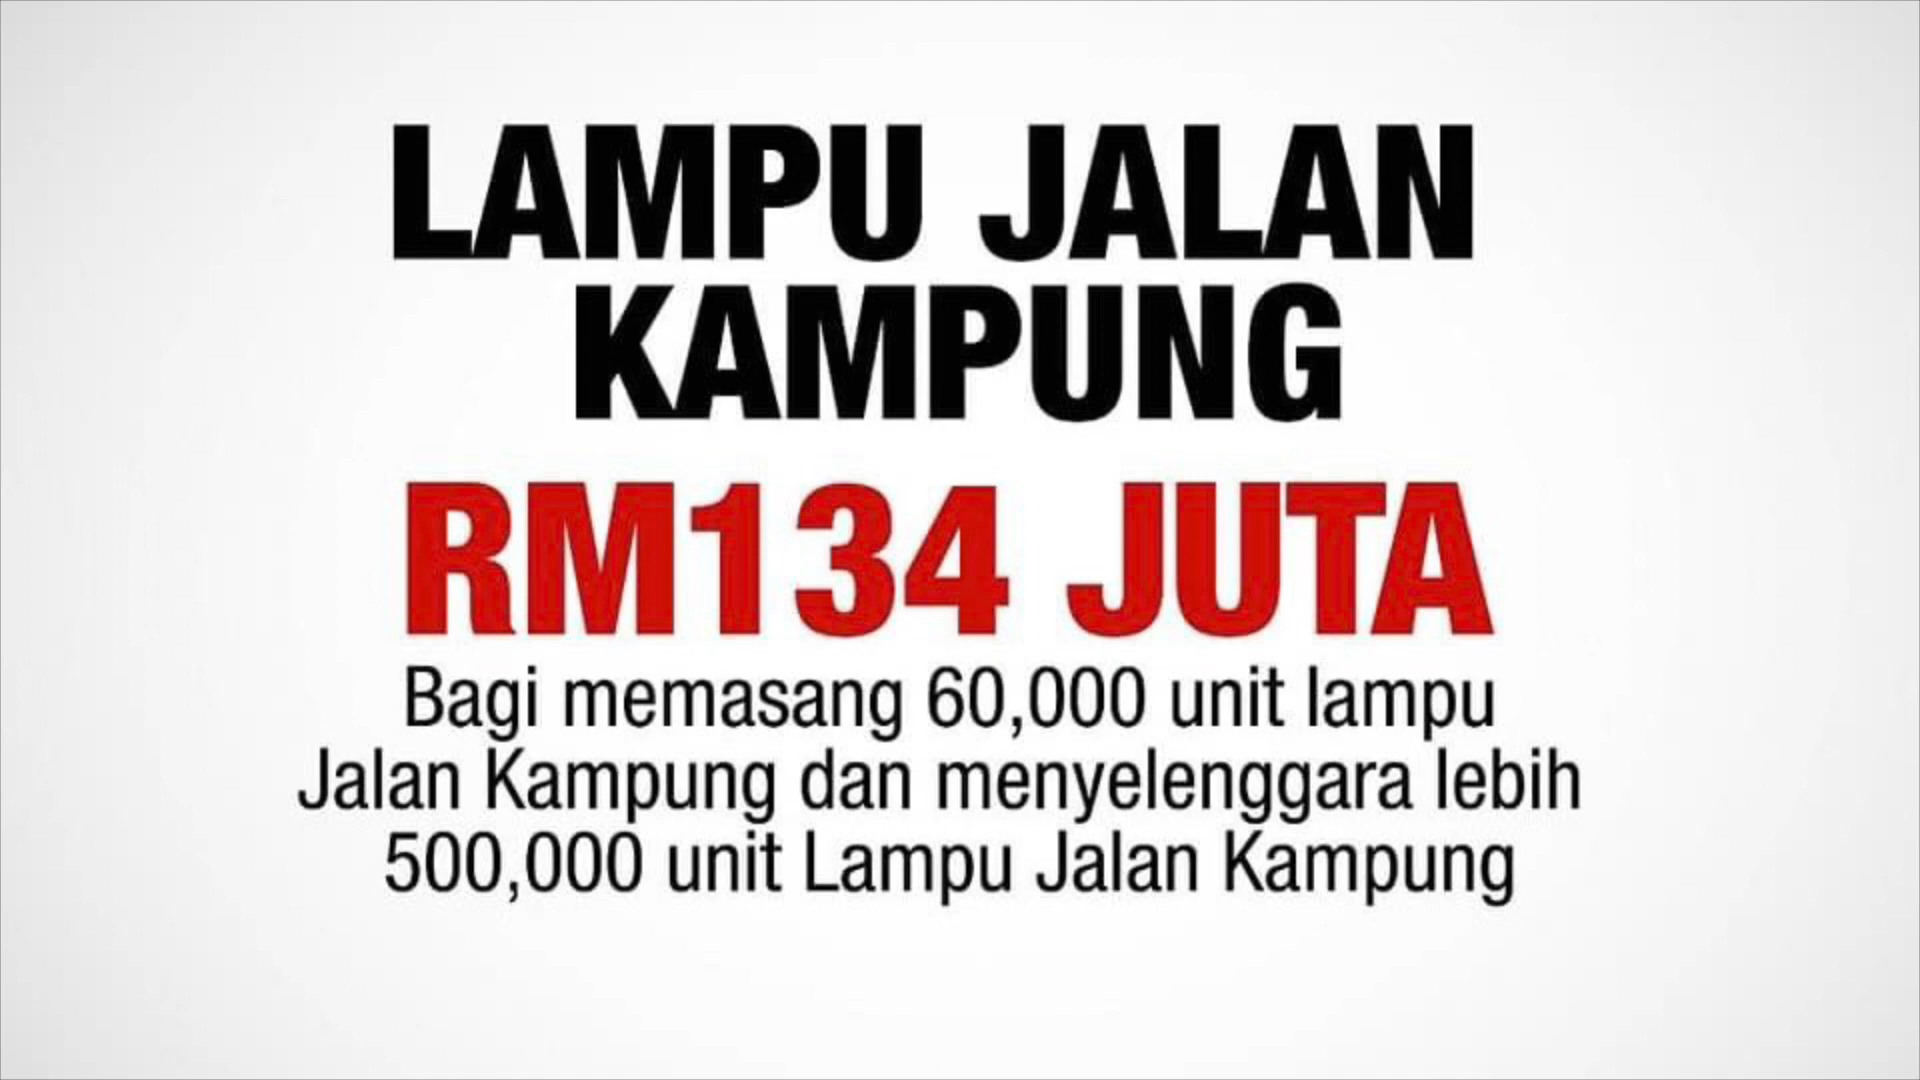 LAMPU JALAN
KAMPUNG
RM134 JUTA
Bagi memasang 60,000 unit lampu
Jalan Kampung dan menyelenggara lebih
500,000 unit Lampu Jalan Kampung